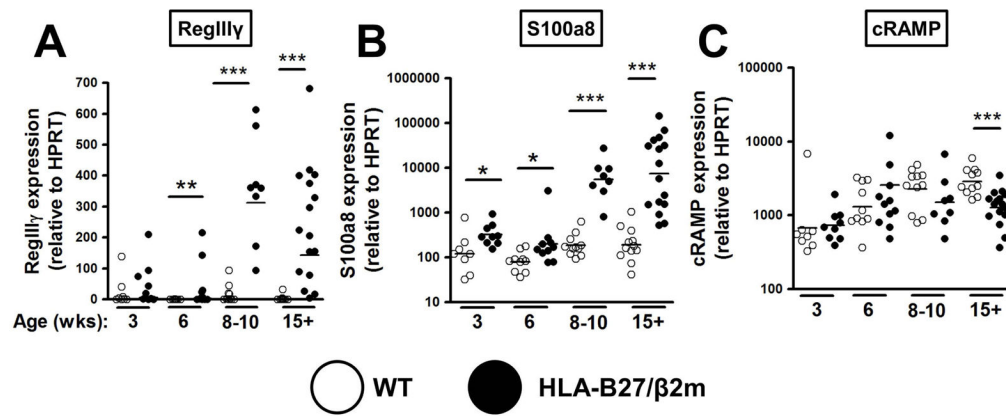 A
RegIIIγ
RegIIIγ expression
(relative to HPRT)
700
600
500
400
300
200
100
0
**
***
***
Age (wks):
3
6
8-10
15+
B
S100a8
S100a8 expression
(relative to HPRT)
1000000
100000
10000
1000
100
10
*
*
***
***
3
6
8-10
15+
C
cRAMP
cRAMP expression
(relative to HPRT)
100000
10000
1000
100
***
3
6
8-10
15+
WT
HLA-B27/β2m